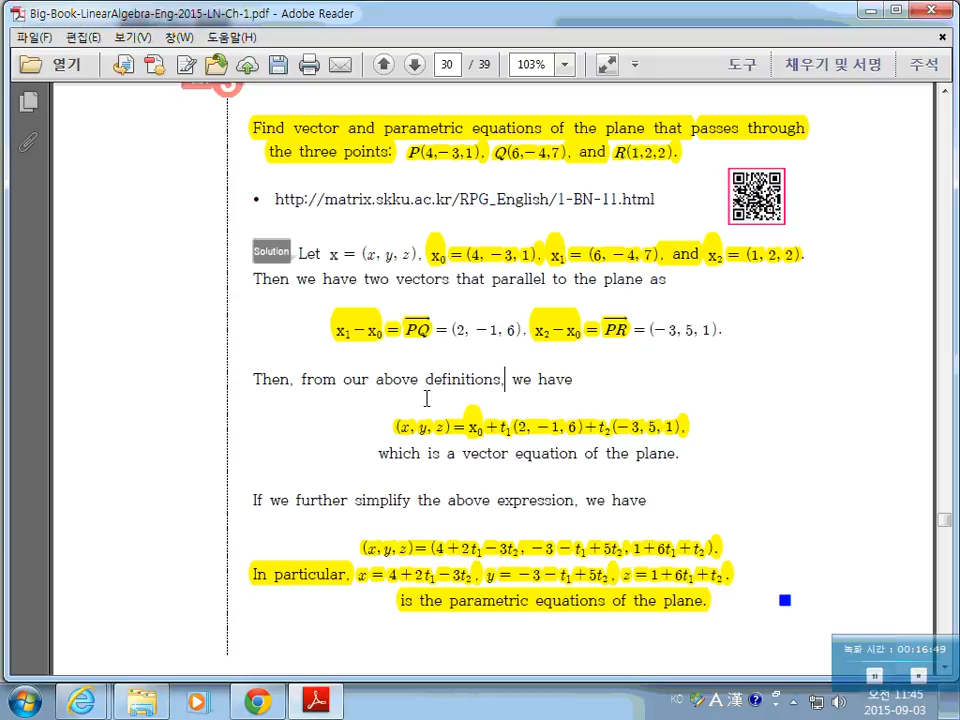 Big-Book-LinearAlgebra-Eng-2015-LN-Ch-1.pdf - Adobe Reader
파일(F) 편집(E) 보기(V) 창(W) 도움말(H)
열기 30 / 39 103% 도구 채우기 및 서명 주석
Find vector and parametric equations of the plane that passes through
the three points: P(4,−3,1), Q(6,−4,7), and R(1,2,2).
• http://matrix.skku.ac.kr/RPG_English/1-BN-11.html
Solution Let x = (x, y, z), x₀ = (4, −3, 1), x₁ = (6, −4, 7), and x₂ = (1, 2, 2).
Then we have two vectors that parallel to the plane as
x₁ − x₀ = PQ = (2, −1, 6), x₂ − x₀ = PR = (−3, 5, 1).
Then, from our above definitions, we have
(x, y, z) = x₀ + t₁(2, −1, 6) + t₂(−3, 5, 1),
which is a vector equation of the plane.
If we further simplify the above expression, we have
(x, y, z) = (4 + 2t₁ − 3t₂, −3 − t₁ + 5t₂, 1 + 6t₁ + t₂).
In particular, x = 4 + 2t₁ − 3t₂, y = −3 − t₁ + 5t₂, z = 1 + 6t₁ + t₂.
is the parametric equations of the plane.
녹화 시간 : 00:16:49
KC A 漢
오전 11:45
2015-09-03